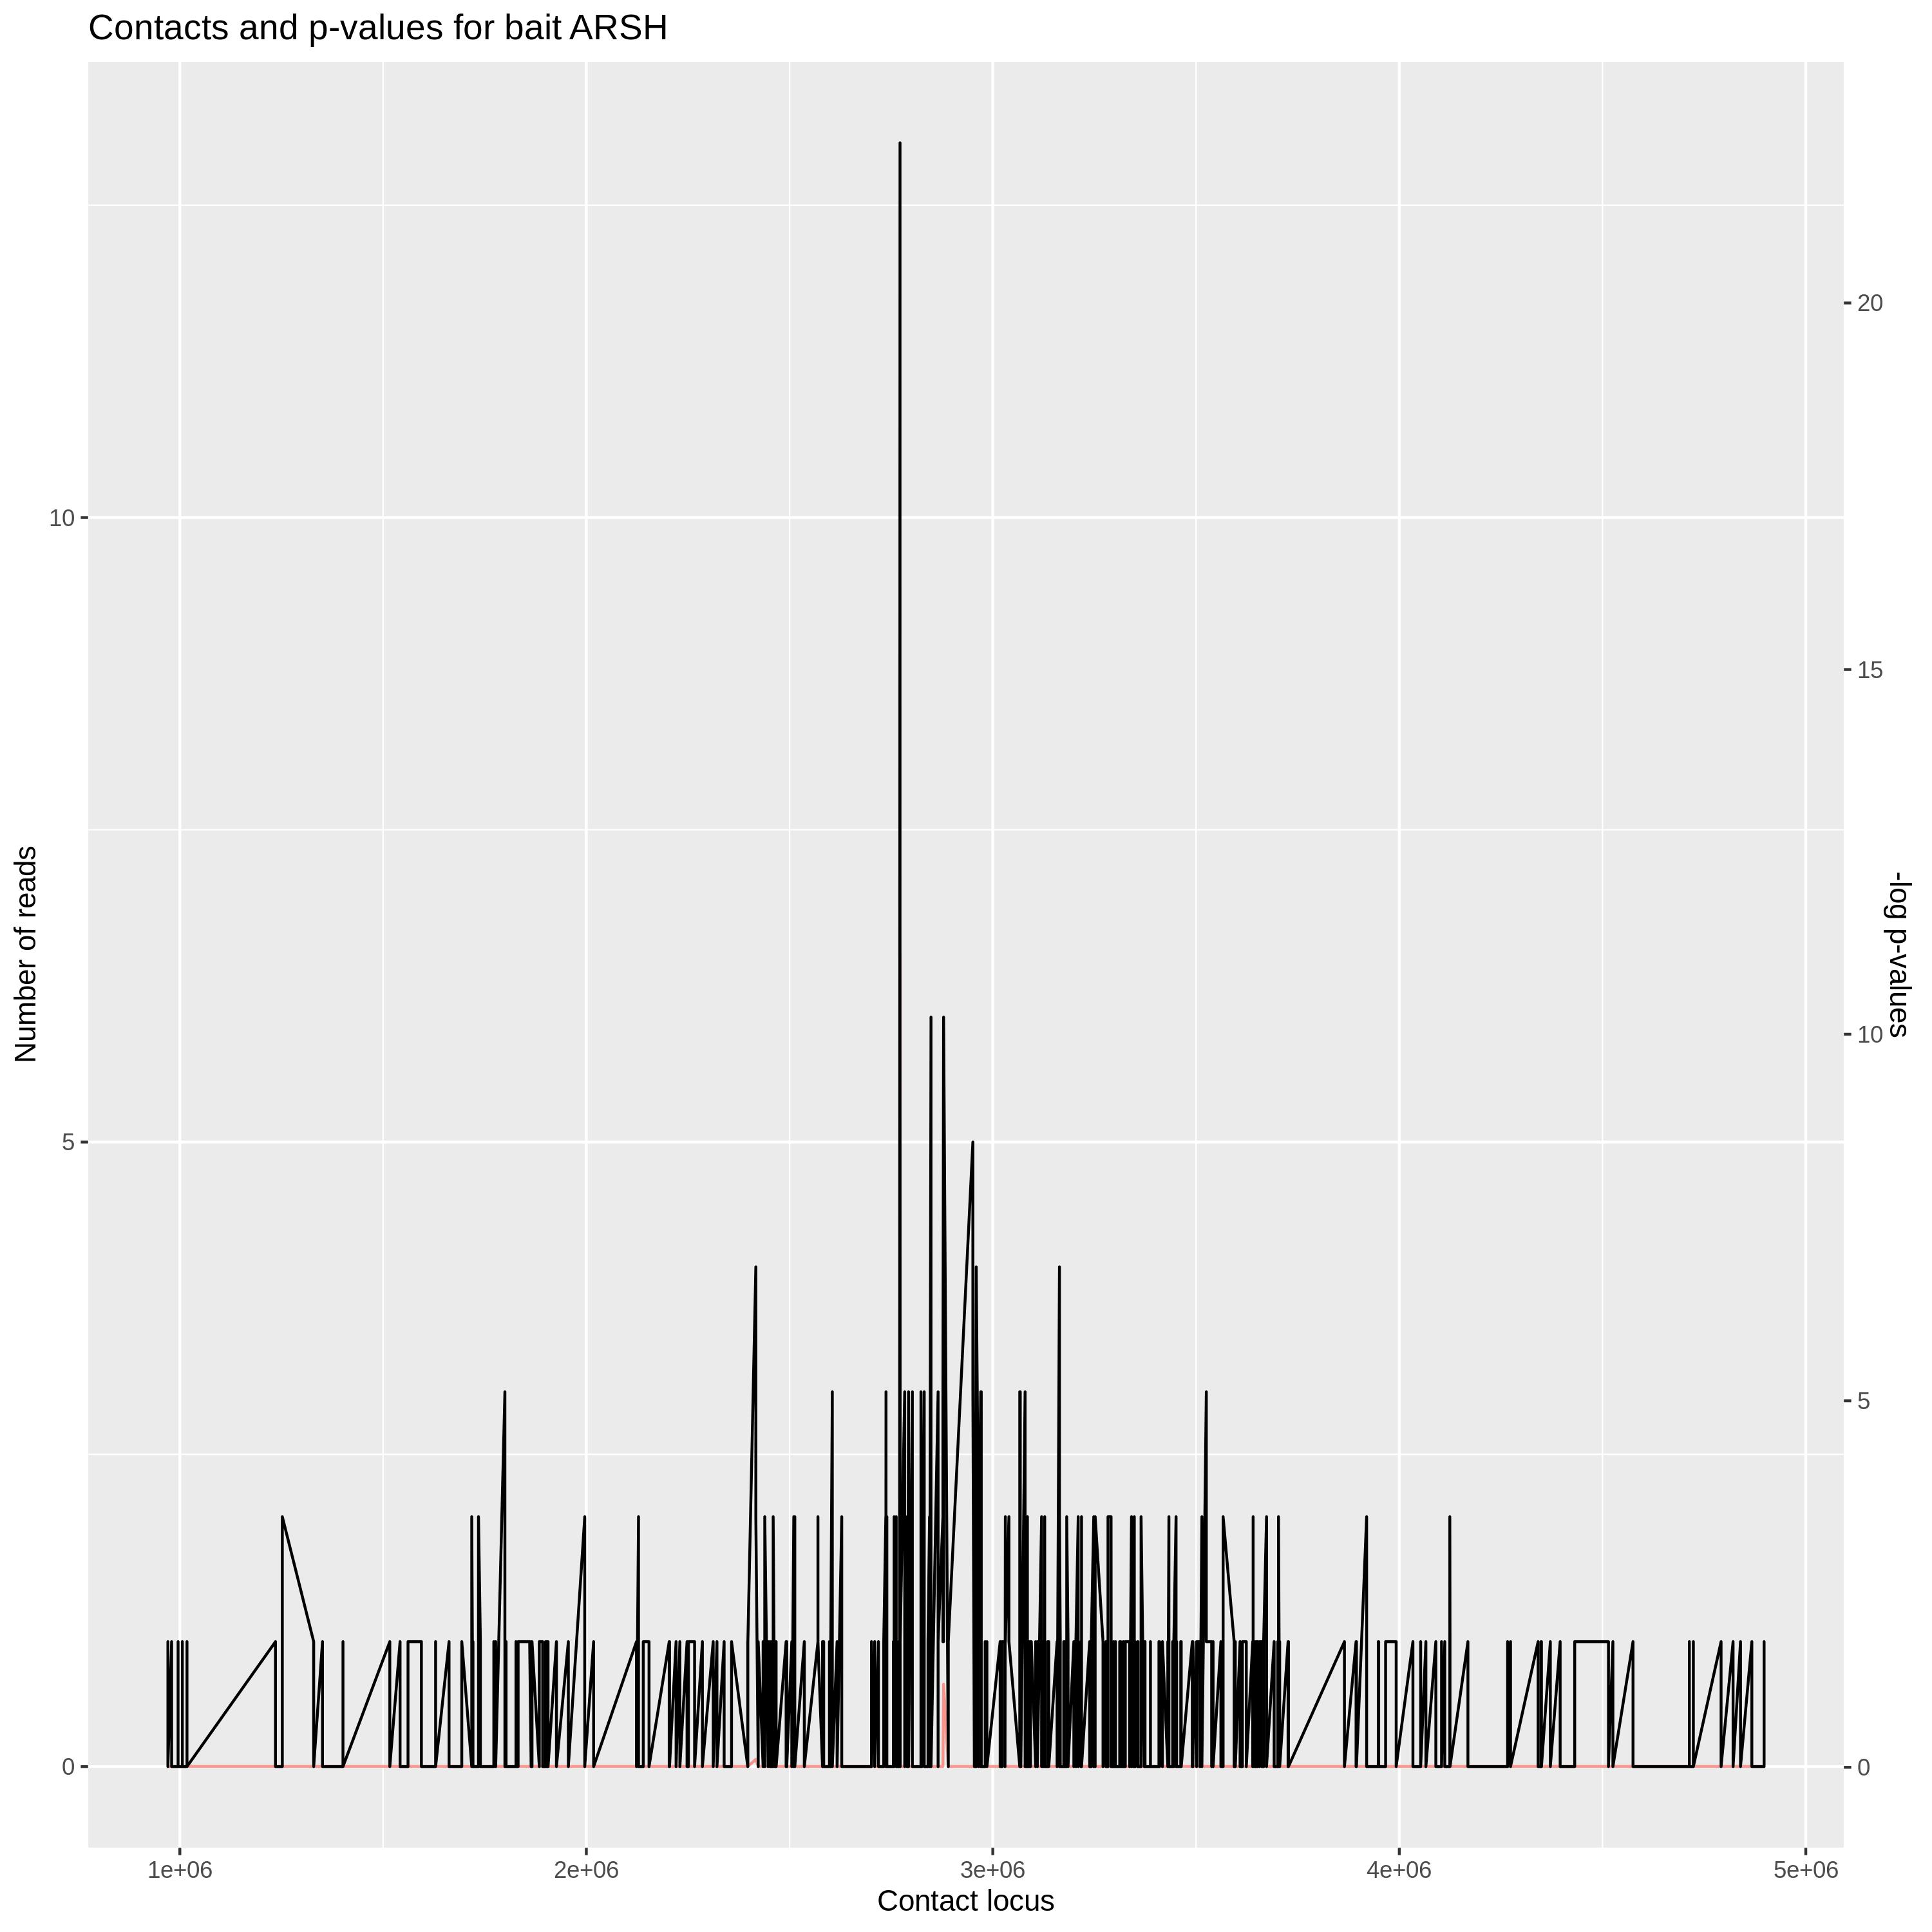 Contacts and p-values for bait ARSH
10
5
0
Number of reads
20
15
10
5
0
-log p-values
1e+06
2e+06
3e+06
4e+06
5e+06
Contact locus